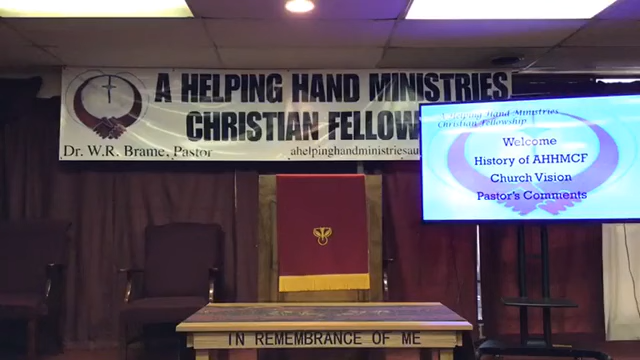 A HELPING HAND MINISTRIES
CHRISTIAN FELLOW
Dr. W.R. Brame, Pastor
ahelpinghandministriesau
A Helping Hand Ministries
Christian Fellowship
Welcome
History of AHHMCF
Church Vision
Pastor's Comments
IN REMEMBRANCE OF ME